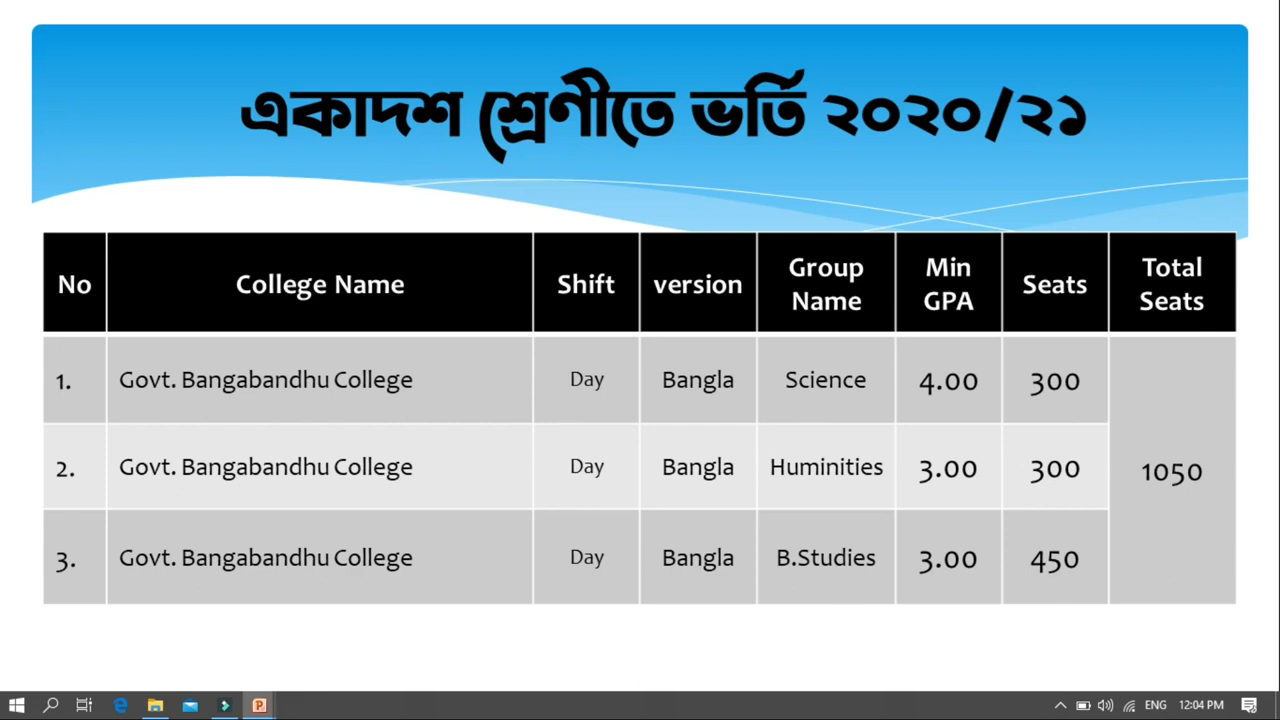 একাদশ শ্রেণীতে ভর্তি ২০২০/২১
No College Name Shift version Group Name Min GPA Seats Total Seats
1. Govt. Bangabandhu College Day Bangla Science 4.00 300
2. Govt. Bangabandhu College Day Bangla Huminities 3.00 300 1050
3. Govt. Bangabandhu College Day Bangla B.Studies 3.00 450
ENG 12:04 PM